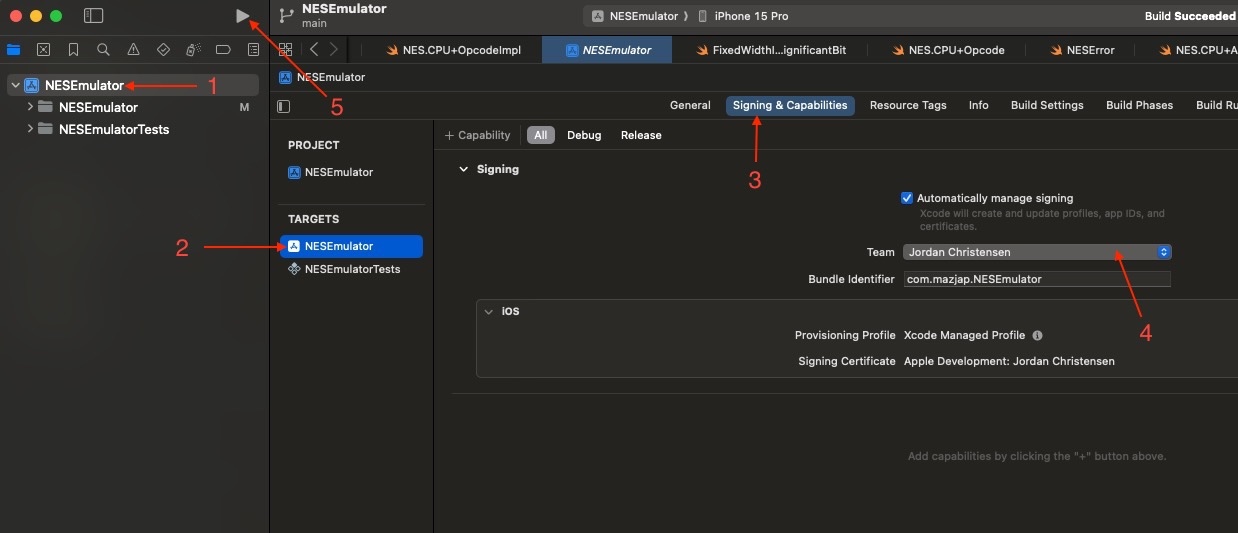 NESEmulator
main
NESEmulator
iPhone 15 Pro
Build Succeeded
NES.CPU+OpcodeImpl
NESEmulator
FixedWidthI...ignificantBit
NES.CPU+Opcode
NESError
NES.CPU+A
NESEmulator
1
NESEmulator
M
NESEmulatorTests
5
NESEmulator
General
Signing & Capabilities
Resource Tags
Info
Build Settings
Build Phases
Build Ru
+ Capability
All
Debug
Release
PROJECT
NESEmulator
TARGETS
2
NESEmulator
NESEmulatorTests
3
Signing
Automatically manage signing
Xcode will create and update profiles, app IDs, and
certificates.
Team
Jordan Christensen
Bundle Identifier
com.mazjap.NESEmulator
4
iOS
Provisioning Profile
Xcode Managed Profile
Signing Certificate
Apple Development: Jordan Christensen
Add capabilities by clicking the "+" button above.